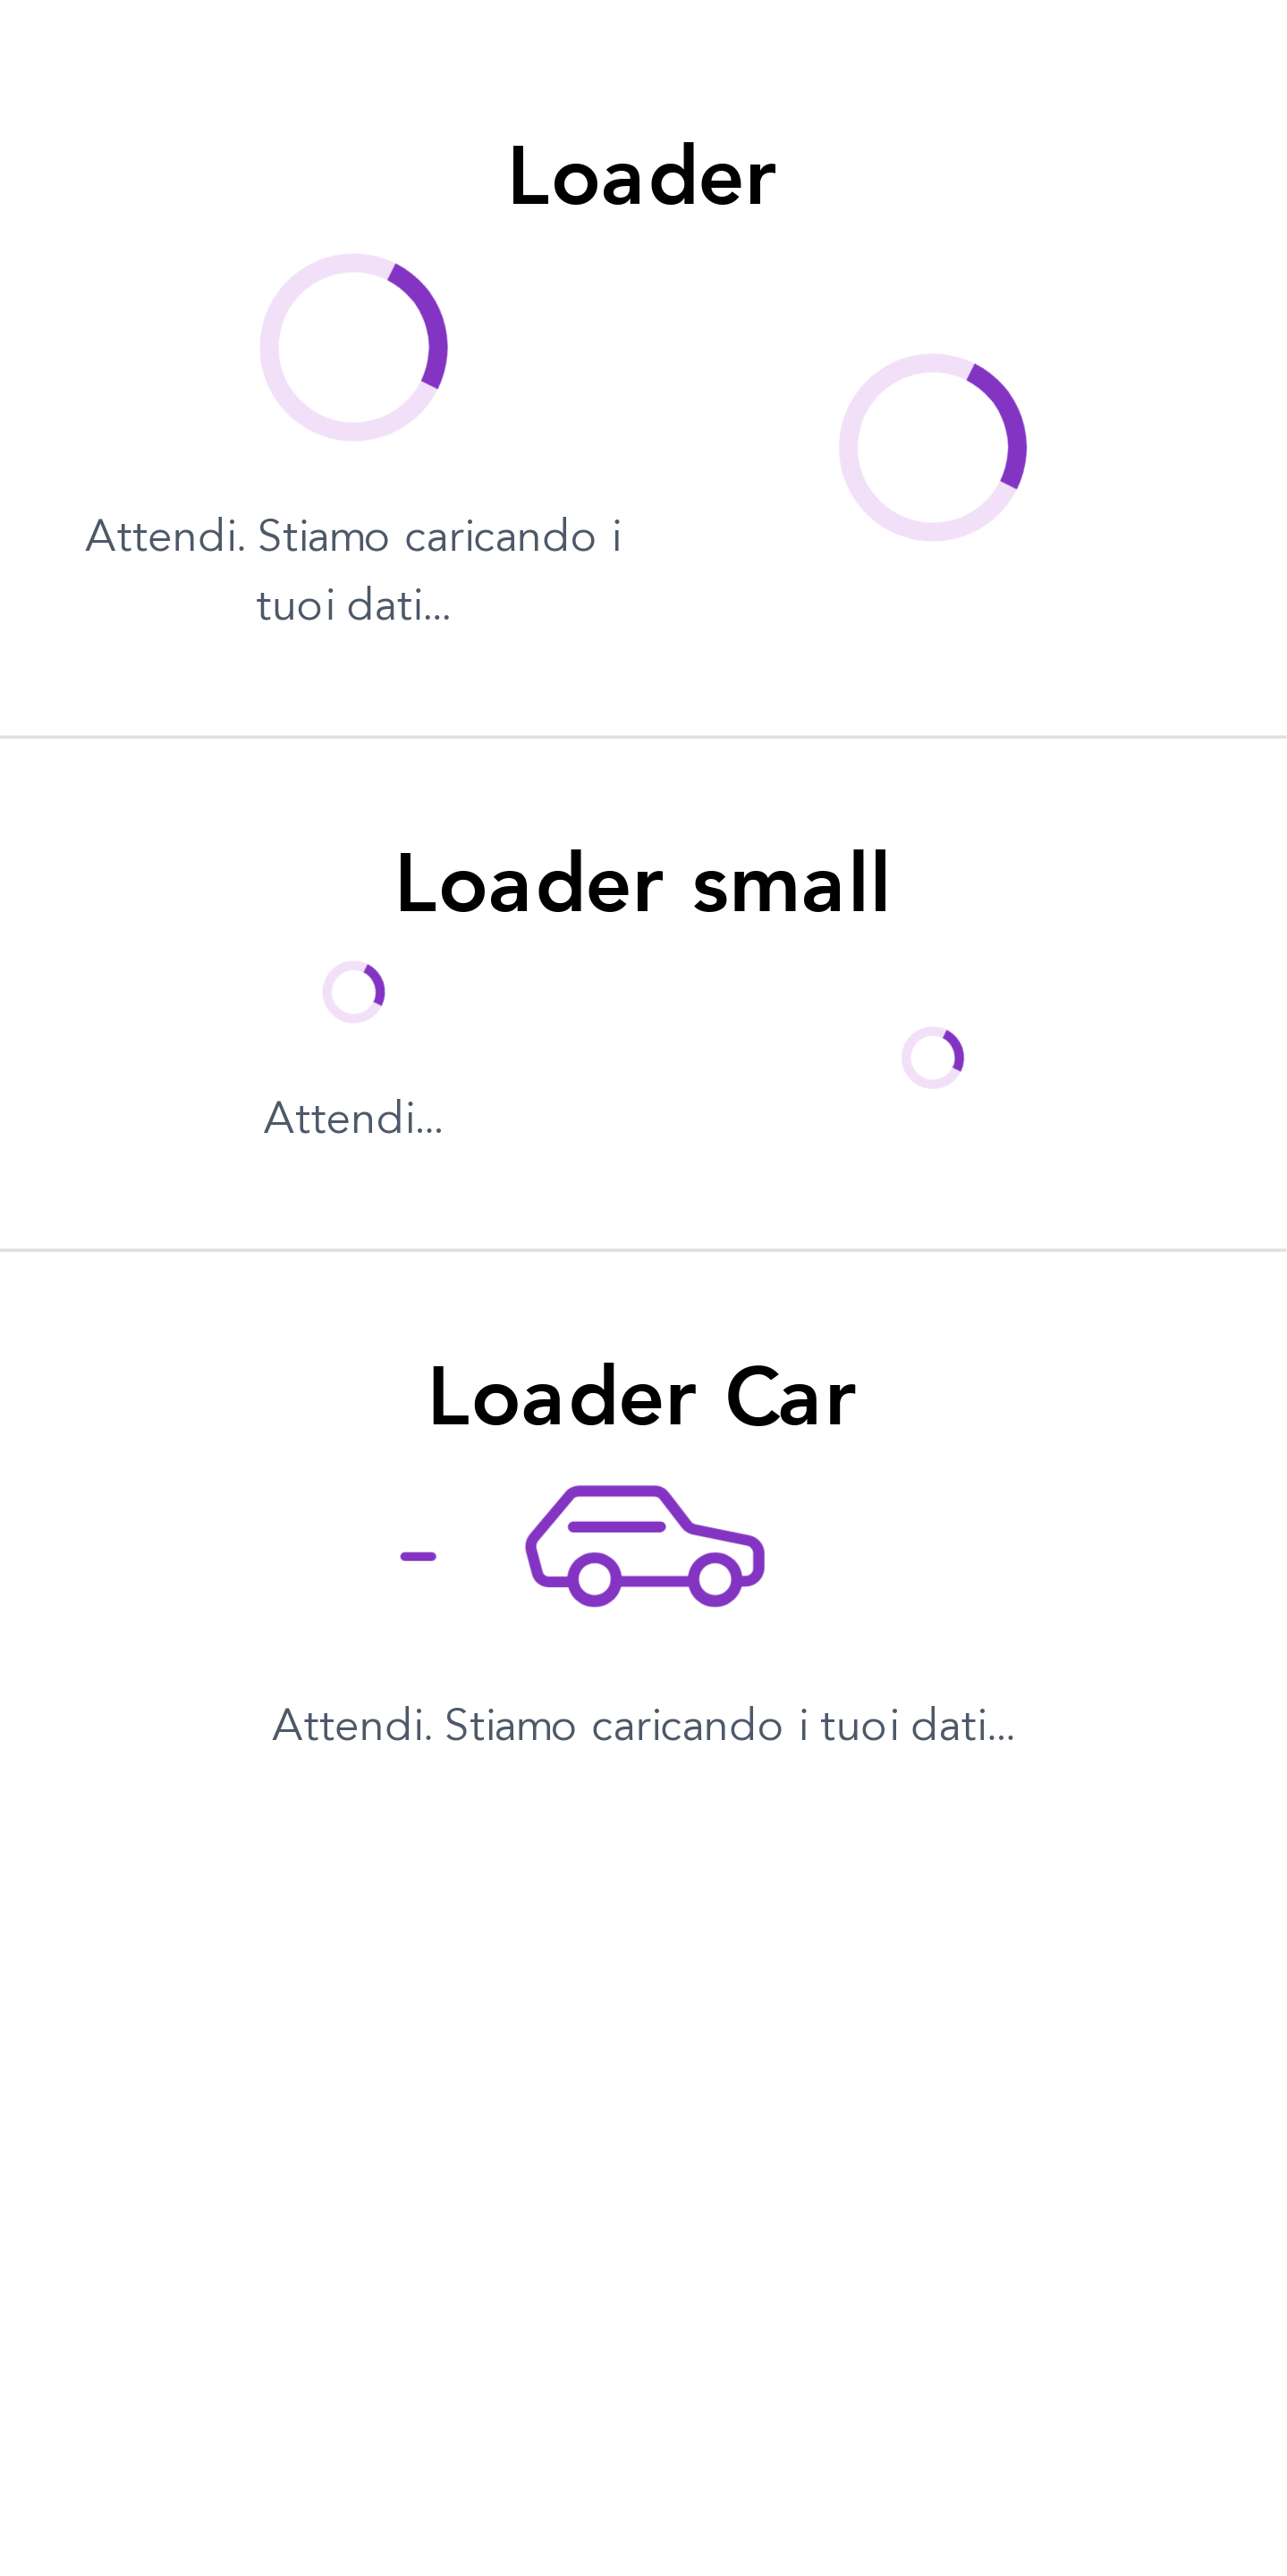 Loader
Attendi. Stiamo caricando i
tuoi dati...
Loader small
Attendi...
Loader Car
Attendi. Stiamo caricando i tuoi dati...